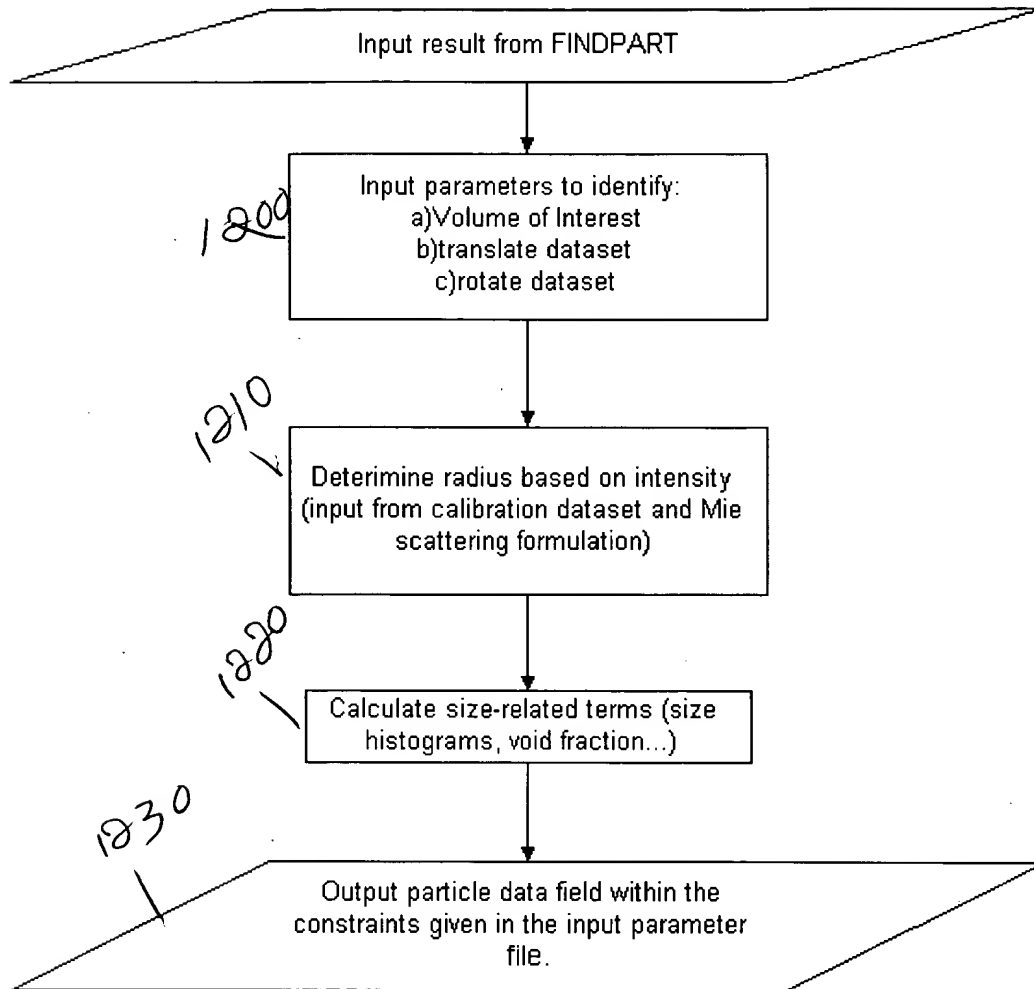 Input result from FINDPART
1200
Input parameters to identify:
a)Volume of Interest
b)translate dataset
c)rotate dataset
1210
Deterimine radius based on intensity
(input from calibration dataset and Mie
scattering formulation)
1220
Calculate size-related terms (size
histograms, void fraction...)
1230
Output particle data field within the
constraints given in the input parameter
file.